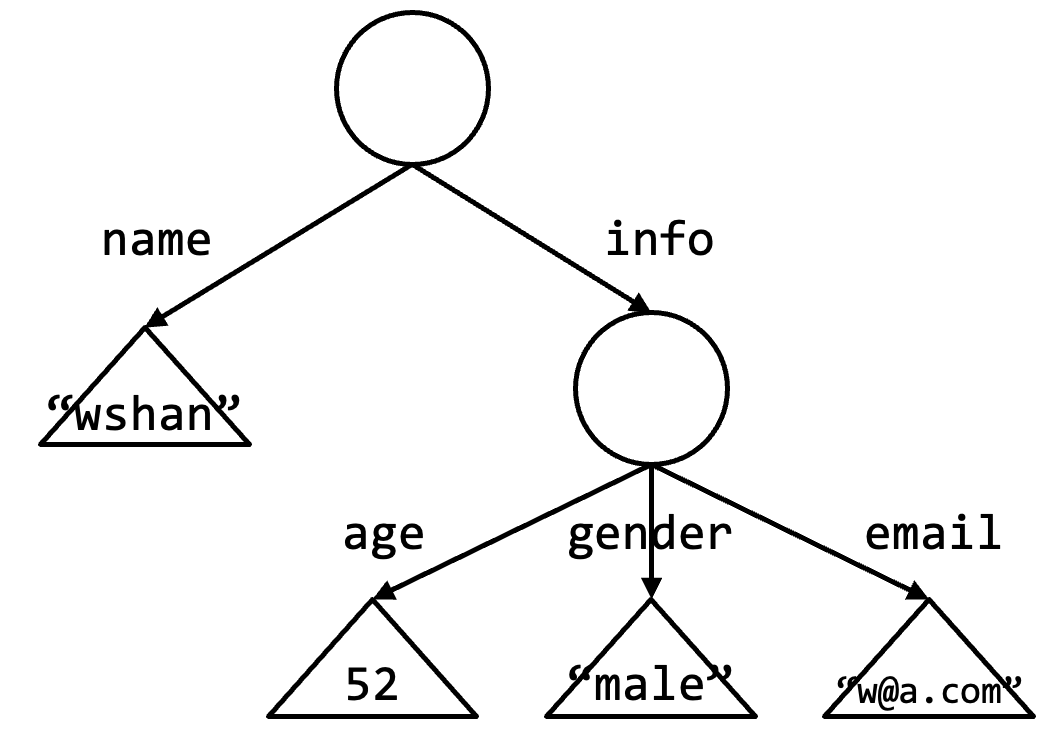 name info
“wshan”
age gender email
52 “male” “w@a.com”